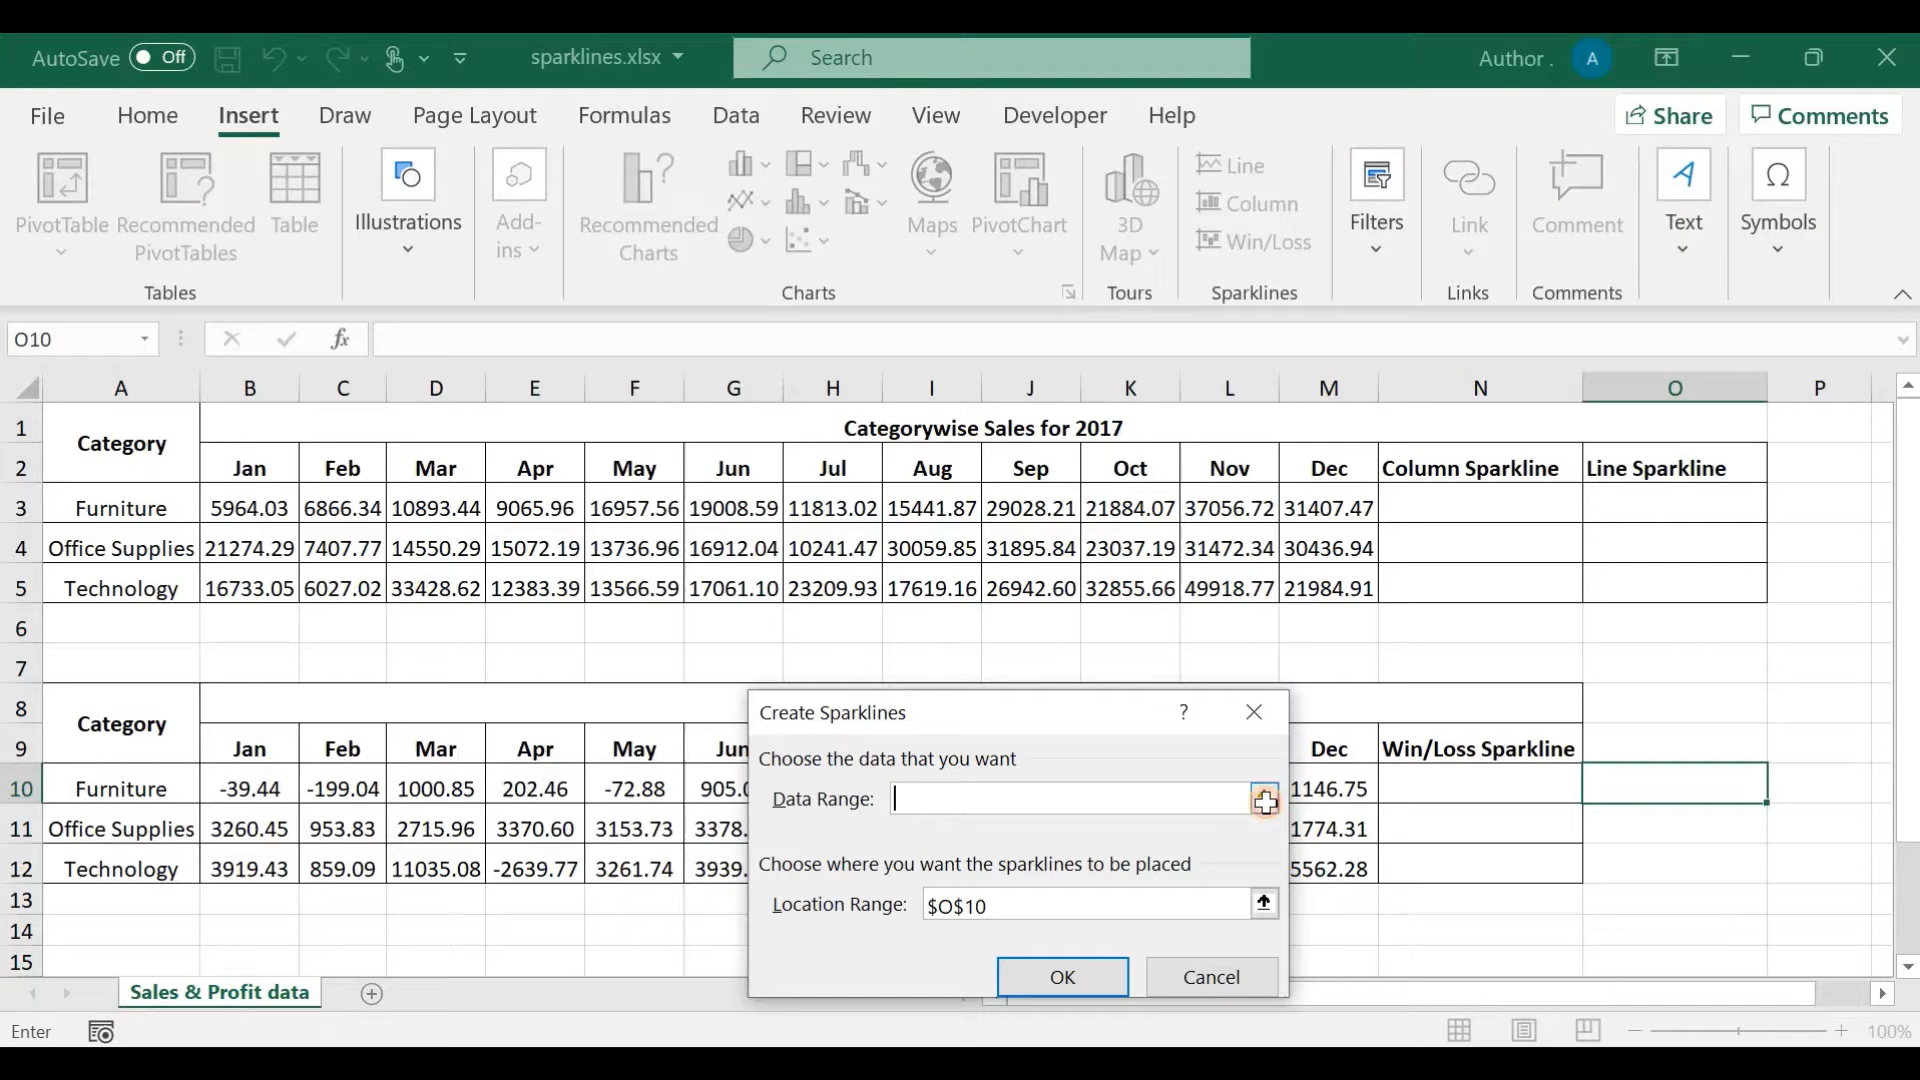 AutoSave Off sparklines.xlsx Search Author . A
File Home Insert Draw Page Layout Formulas Data Review View Developer Help Share Comments
PivotTable Recommended PivotTables Table Illustrations Add-ins Recommended Charts Maps PivotChart 3D Map Line Column Win/Loss Filters Link Comment Text Symbols
Tables Charts Tours Sparklines Links Comments
O10 fx
A B C D E F G H I J K L M N O P
1 Category Categorywise Sales for 2017
2 Jan Feb Mar Apr May Jun Jul Aug Sep Oct Nov Dec Column Sparkline Line Sparkline
3 Furniture 5964.03 6866.34 10893.44 9065.96 16957.56 19008.59 11813.02 15441.87 29028.21 21884.07 37056.72 31407.47
4 Office Supplies 21274.29 7407.77 14550.29 15072.19 13736.96 16912.04 10241.47 30059.85 31895.84 23037.19 31472.34 30436.94
5 Technology 16733.05 6027.02 33428.62 12383.39 13566.59 17061.10 23209.93 17619.16 26942.60 32855.66 49918.77 21984.91
6
7
8 Category
9 Jan Feb Mar Apr May Dec Win/Loss Sparkline
10 Furniture -39.44 -199.04 1000.85 202.46 -72.88 1146.75
11 Office Supplies 3260.45 953.83 2715.96 3370.60 3153.73 1774.31
12 Technology 3919.43 859.09 11035.08 -2639.77 3261.74 5562.28
13
14
15
Create Sparklines ?
Choose the data that you want
Data Range:
Choose where you want the sparklines to be placed
Location Range: $O$10
OK Cancel
Sales & Profit data
Enter 100%